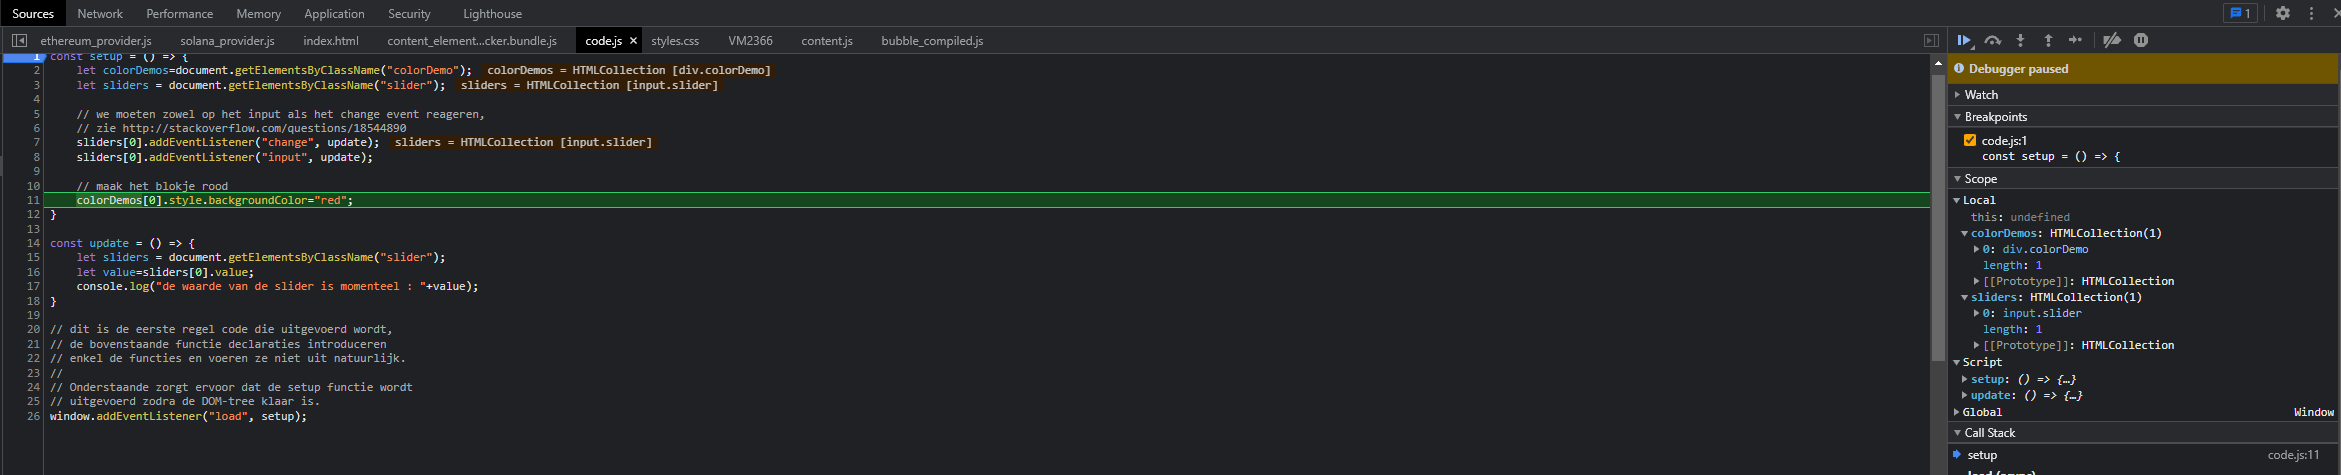 Sources Network Performance Memory Application Security Lighthouse 1
ethereum_provider.js solana_provider.js index.html content_element...cker.bundle.js code.js × styles.css VM2366 content.js bubble_compiled.js
1 const setup = () => {
2 let colorDemos=document.getElementsByClassName("colorDemo"); colorDemos = HTMLCollection [div.colorDemo]
3 let sliders = document.getElementsByClassName("slider"); sliders = HTMLCollection [input.slider]
4
5 // we moeten zowel op het input als het change event reageren,
6 // zie http://stackoverflow.com/questions/18544890
7 sliders[0].addEventListener("change", update); sliders = HTMLCollection [input.slider]
8 sliders[0].addEventListener("input", update);
9
10 // maak het blokje rood
11 colorDemos[0].style.backgroundColor="red";
12 }
13
14 const update = () => {
15 let sliders = document.getElementsByClassName("slider");
16 let value=sliders[0].value;
17 console.log("de waarde van de slider is momenteel : "+value);
18 }
19
20 // dit is de eerste regel code die uitgevoerd wordt,
21 // de bovenstaande functie declaraties introduceren
22 // enkel de functies en voeren ze niet uit natuurlijk.
23 //
24 // Onderstaande zorgt ervoor dat de setup functie wordt
25 // uitgevoerd zodra de DOM-tree klaar is.
26 window.addEventListener("load", setup);
Debugger paused
Watch
Breakpoints
code.js:1
const setup = () => {
Scope
Local
this: undefined
colorDemos: HTMLCollection(1)
0: div.colorDemo
length: 1
[[Prototype]]: HTMLCollection
sliders: HTMLCollection(1)
0: input.slider
length: 1
[[Prototype]]: HTMLCollection
Script
setup: () => {…}
update: () => {…}
Global Window
Call Stack
setup code.js:11